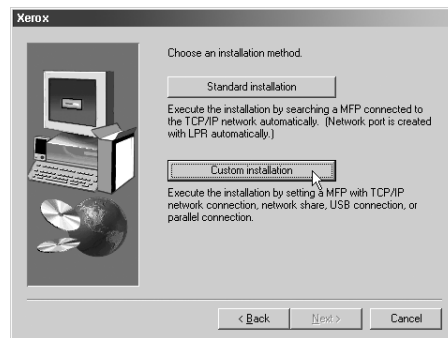 Xerox
Choose an installation method.
Standard installation
Execute the installation by searching a MFP connected to
the TCP/IP network automatically. (Network port is created
with LPR automatically.)
Custom installation
Execute the installation by setting a MFP with TCP/IP
network connection, network share, USB connection, or
parallel connection.
< Back
Next >
Cancel